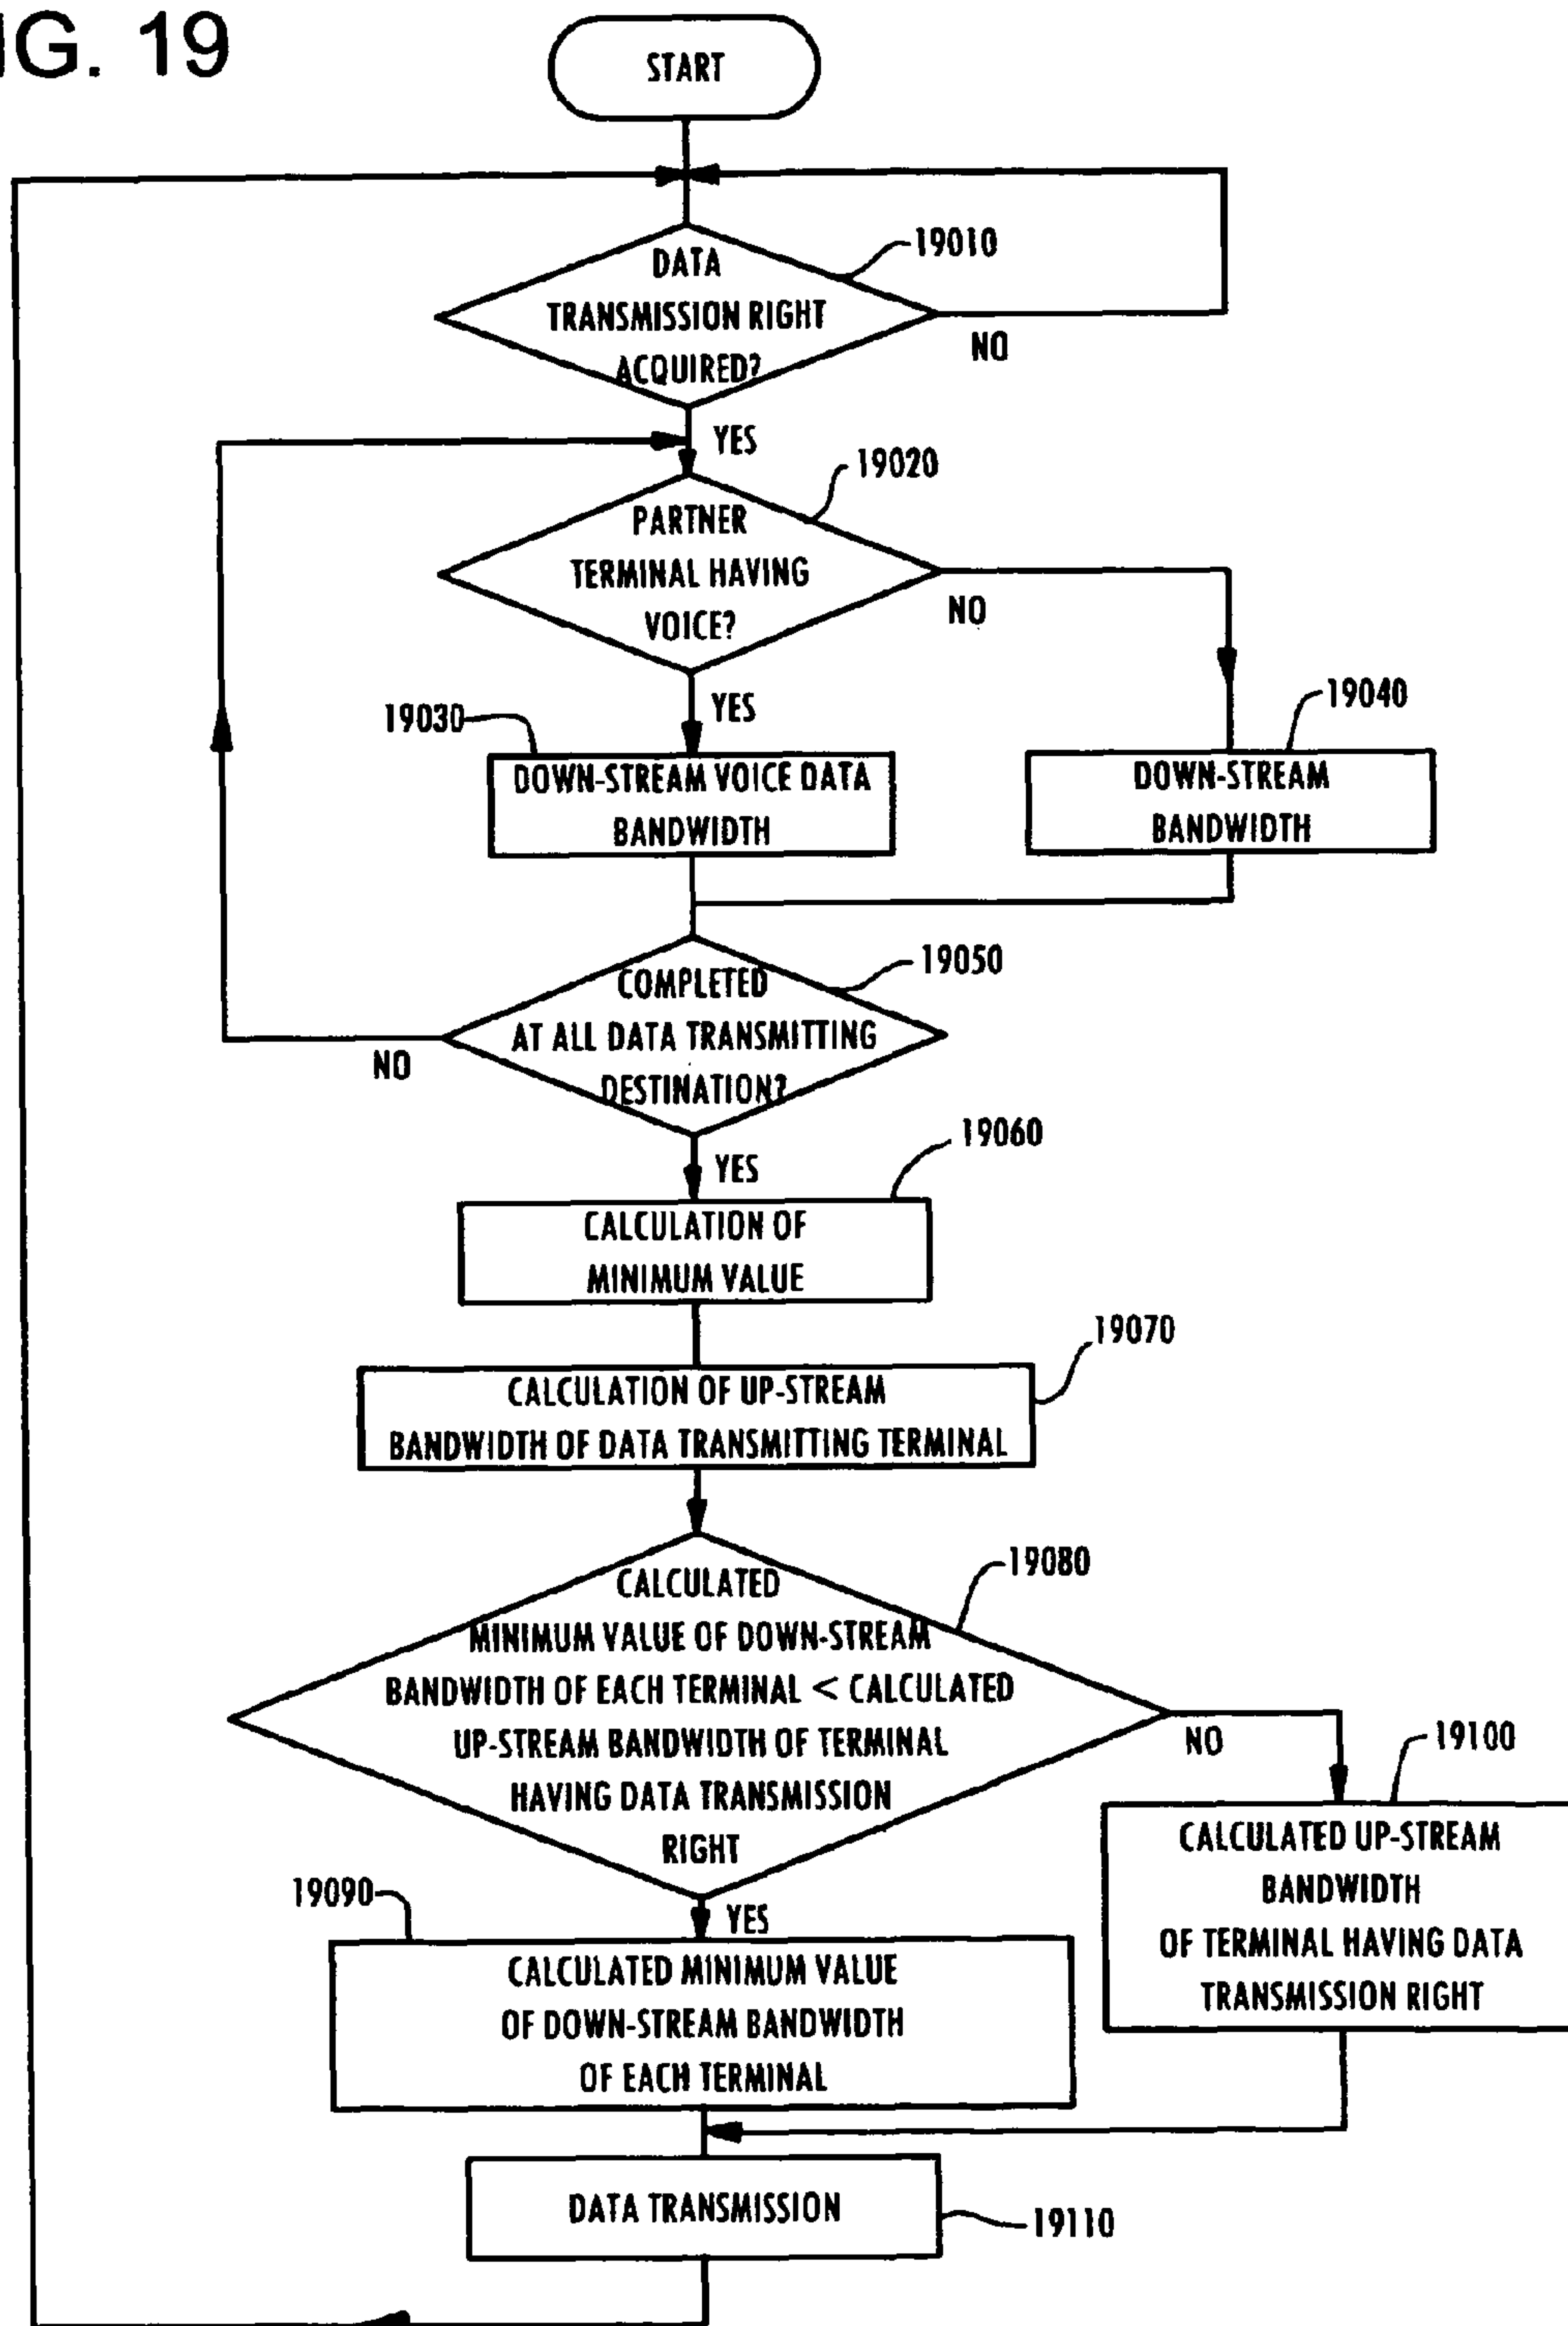 IG. 19
START
19010
DATA
TRANSMISSION RIGHT
ACQUIRED?
NO
YES
19020
PARTNER
TERMINAL HAVING
VOICE?
NO
YES
19030
19040
DOWN-STREAM VOICE DATA
BANDWIDTH
DOWN-STREAM
BANDWIDTH
19050
COMPLETED
AT ALL DATA TRANSMITTING
DESTINATION?
NO
YES
19060
CALCULATION OF
MINIMUM VALUE
19070
CALCULATION OF UP-STREAM
BANDWIDTH OF DATA TRANSMITTING TERMINAL
19080
CALCULATED
MINIMUM VALUE OF DOWN-STREAM
BANDWIDTH OF EACH TERMINAL < CALCULATED
UP-STREAM BANDWIDTH OF TERMINAL
HAVING DATA TRANSMISSION
RIGHT
NO
YES
19100
CALCULATED UP-STREAM
BANDWIDTH
OF TERMINAL HAVING DATA
TRANSMISSION RIGHT
19090
CALCULATED MINIMUM VALUE
OF DOWN-STREAM BANDWIDTH
OF EACH TERMINAL
DATA TRANSMISSION
19110